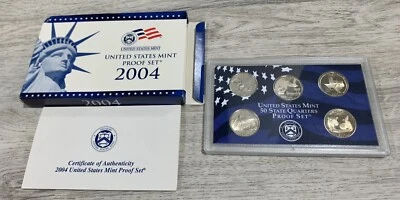 UNITED STATES MINT
UNITED STATES MINT
PROOF SET®
2004
2004
Certificate of Authenticity
2004 United States Mint Proof Set®
UNITED STATES MINT
50 STATE QUARTERS
PROOF SET™